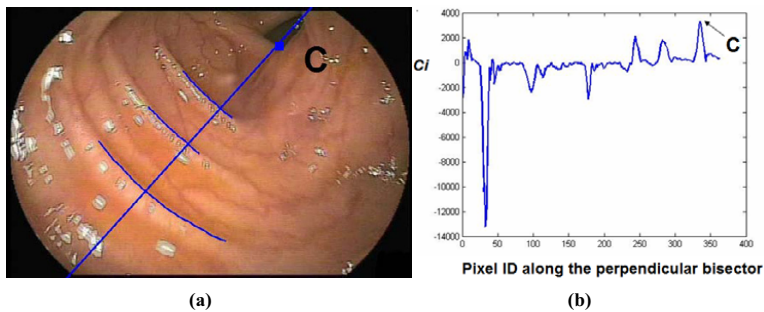 C
4000
2000
0
-2000
-4000
-6000
-8000
-10000
-12000
-14000
Ci
C
0 50 100 150 200 250 300 350 400
Pixel ID along the perpendicular bisector
(a)
(b)